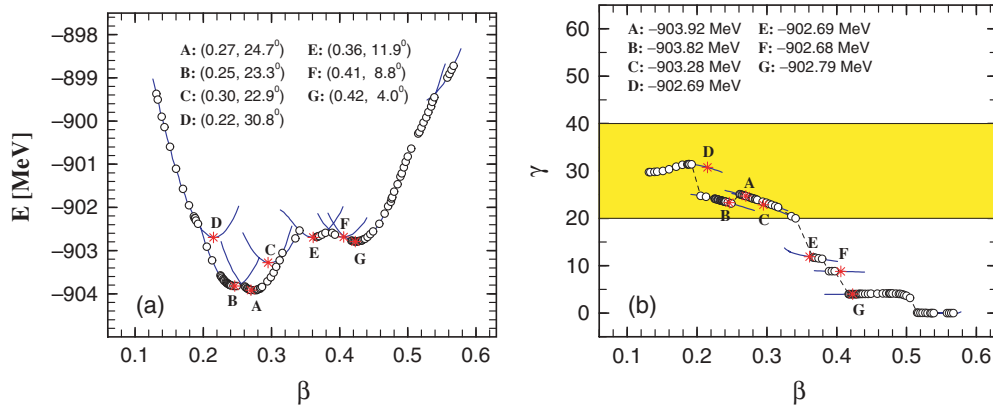 −898
−899
−900
−901
−902
−903
−904
E [MeV]
A: (0.27, 24.7⁰) E: (0.36, 11.9⁰)
B: (0.25, 23.3⁰) F: (0.41, 8.8⁰)
C: (0.30, 22.9⁰) G: (0.42, 4.0⁰)
D: (0.22, 30.8⁰)
D
C
F
E
G
B
A
(a)
0.1 0.2 0.3 0.4 0.5 0.6
β
60
50
40
30
20
10
0
γ
A: −903.92 MeV E: −902.69 MeV
B: −903.82 MeV F: −902.68 MeV
C: −903.28 MeV G: −902.79 MeV
D: −902.69 MeV
D
A
B
C
E
F
G
(b)
0.1 0.2 0.3 0.4 0.5 0.6
β